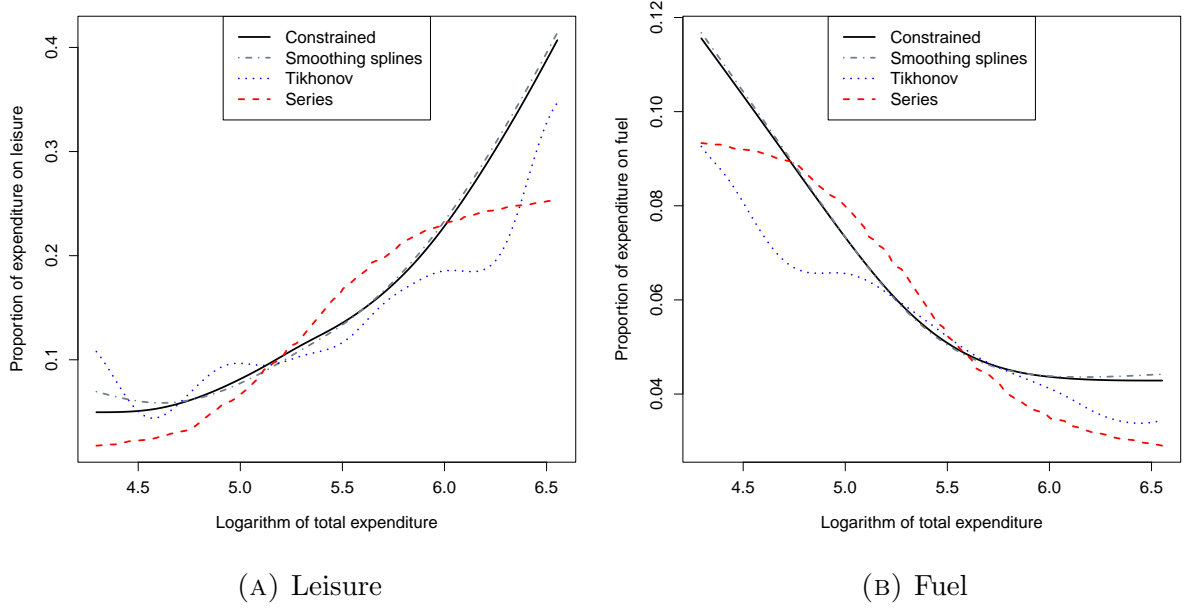 Constrained
Smoothing splines
Tikhonov
Series
Proportion of expenditure on leisure
0.4
0.3
0.2
0.1
4.5 5.0 5.5 6.0 6.5
Logarithm of total expenditure
(A) Leisure
Constrained
Smoothing splines
Tikhonov
Series
Proportion of expenditure on fuel
0.12
0.10
0.08
0.06
0.04
4.5 5.0 5.5 6.0 6.5
Logarithm of total expenditure
(B) Fuel